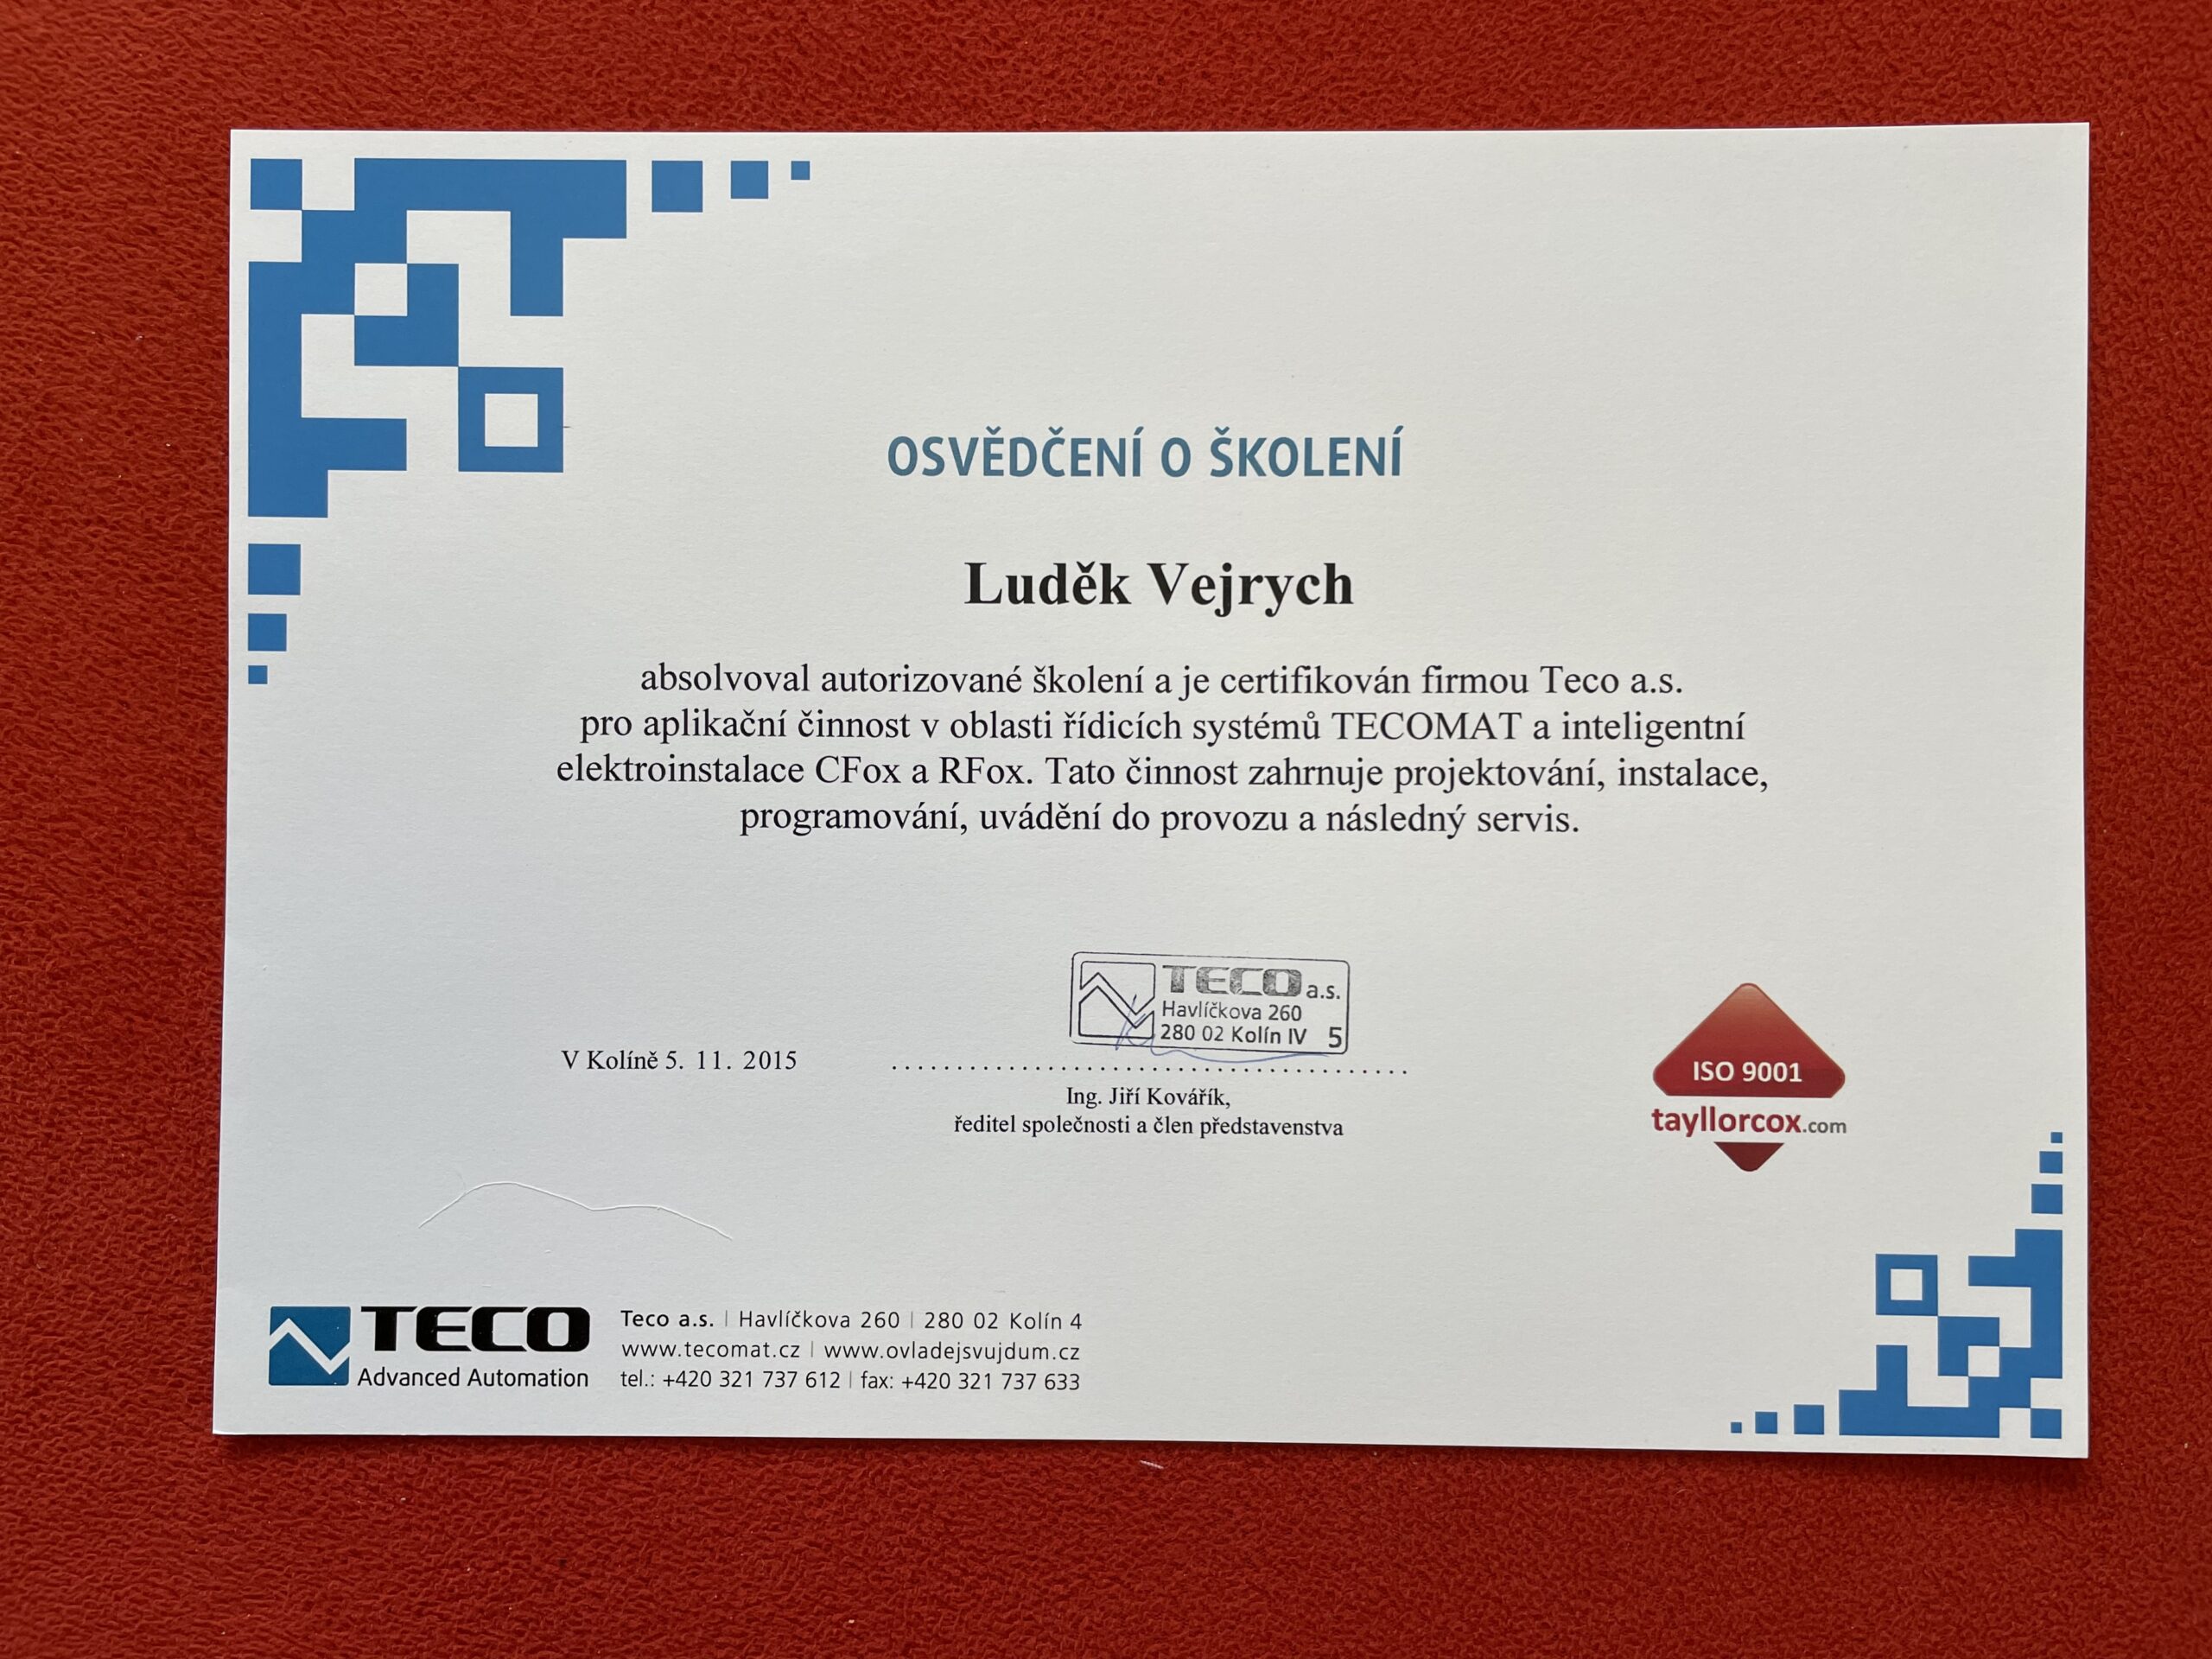 OSVĚDČENÍ O ŠKOLENÍ
Luděk Vejrych
absolvoval autorizované školení a je certifikován firmou Teco a.s.
pro aplikační činnost v oblasti řídicích systémů TECOMAT a inteligentní
elektroinstalace CFox a RFox. Tato činnost zahrnuje projektování, instalace,
programování, uvádění do provozu a následný servis.
TECO a.s.
Havlíčkova 260
280 02 Kolín IV 5
V Kolíně 5. 11. 2015
Ing. Jiří Kovářík,
ředitel společnosti a člen představenstva
ISO 9001
tayllorcox.com
TECO
Advanced Automation
Teco a.s. | Havlíčkova 260 | 280 02 Kolín 4
www.tecomat.cz | www.ovladejsvujdum.cz
tel.: +420 321 737 612 | fax: +420 321 737 633